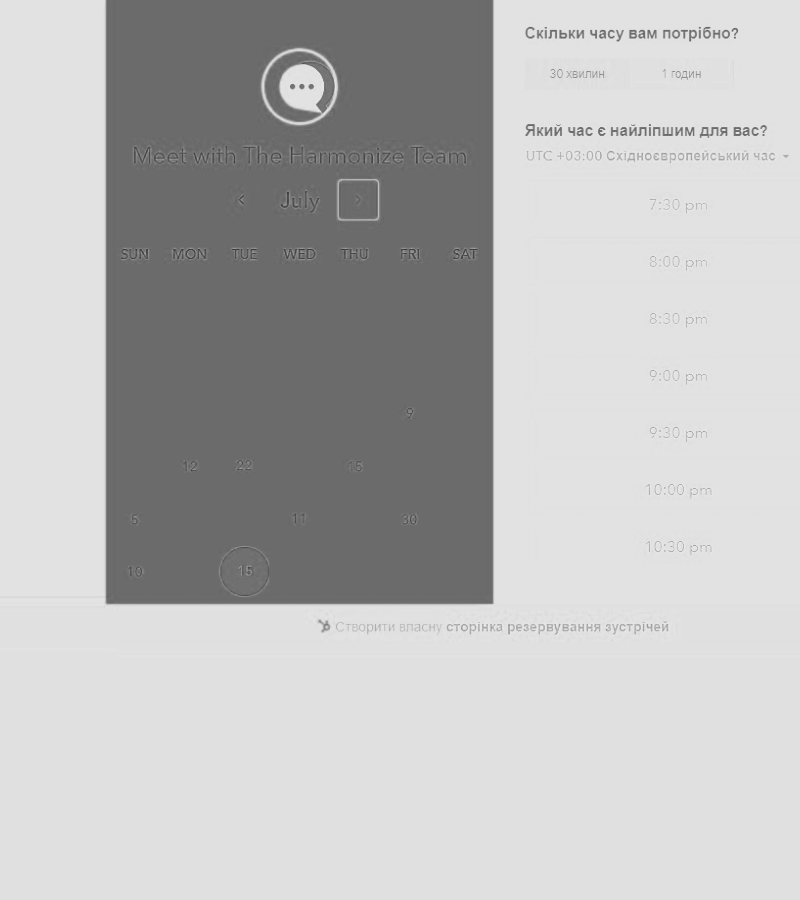 Meet with The Harmonize Team
July
SUN MON TUE WED THU FRI SAT
9
12 22 15
5 11 30
10 15
Скільки часу вам потрібно?
30 хвилин 1 годин
Який час є найліпшим для вас?
UTC +03:00 Східноєвропейський час
7:30 pm
8:00 pm
8:30 pm
9:00 pm
9:30 pm
10:00 pm
10:30 pm
Створити власну сторінка резервування зустрічей